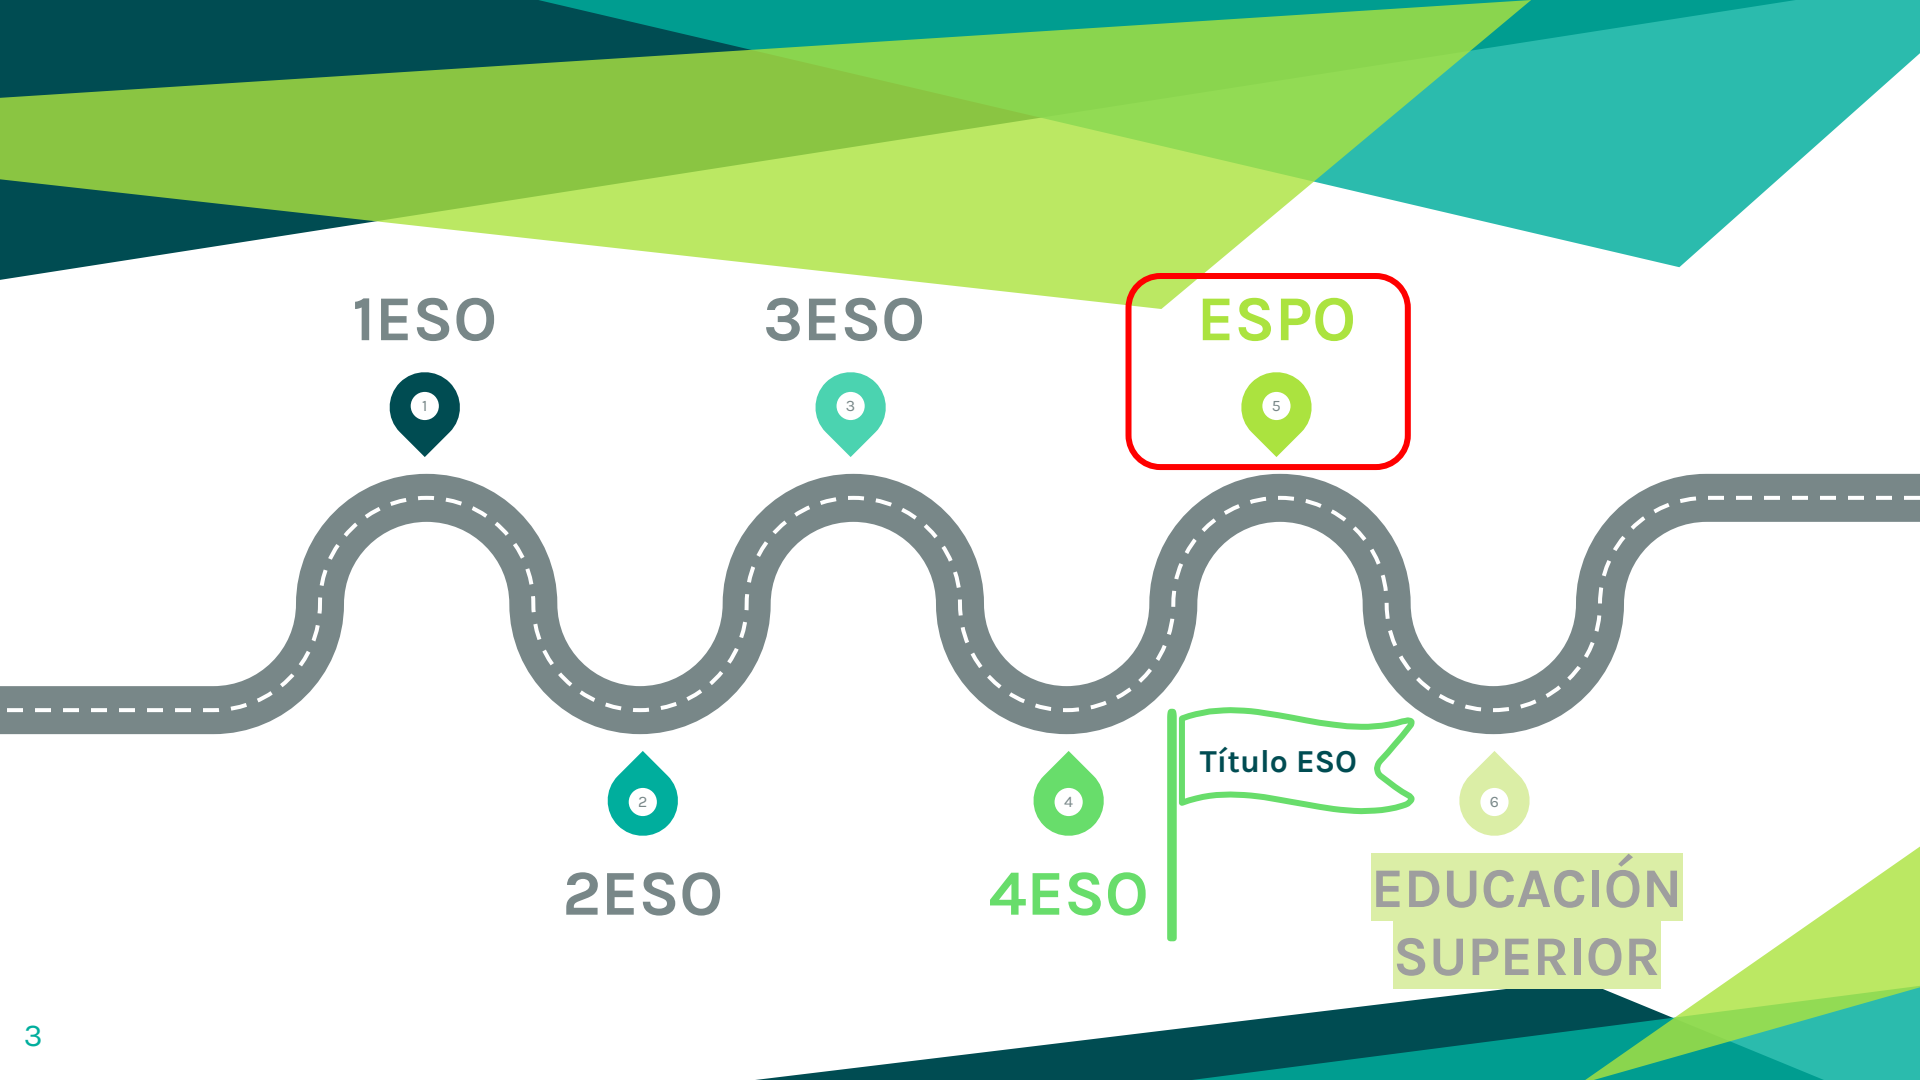 1ESO
3ESO
ESPO
1
3
5
Título ESO
2
4
6
2ESO
4ESO
EDUCACIÓN
SUPERIOR
3